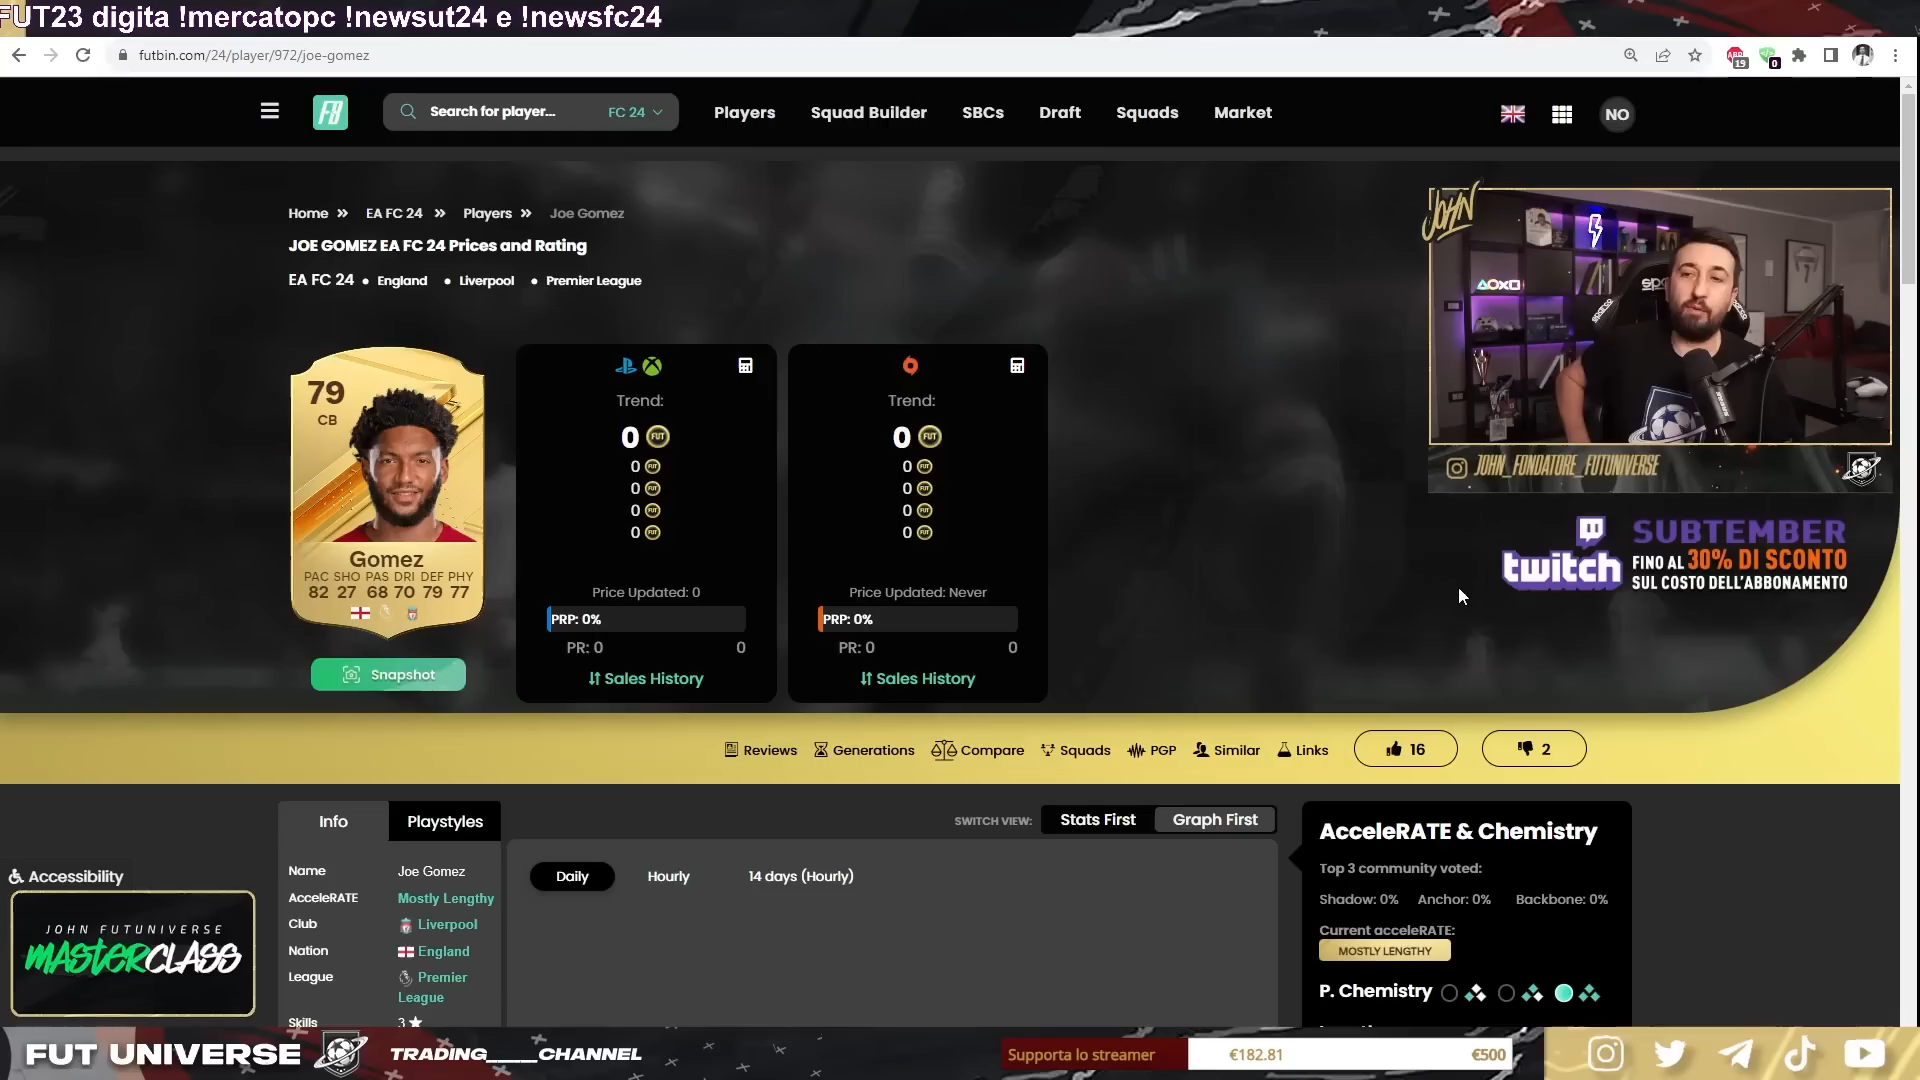 FUT23 digita !mercatopc !newsut24 e !newsfc24
futbin.com/24/player/972/joe-gomez
19
0
Search for player...
FC 24
Players
Squad Builder
SBCs
Draft
Squads
Market
NO
Home
EA FC 24
Players
Joe Gomez
JOE GOMEZ EA FC 24 Prices and Rating
EA FC 24 • England • Liverpool • Premier League
JOHN
JOHN_FONDATORE_FUTUNIVERSE
twitch
SUBTEMBER
FINO AL 30% DI SCONTO
SUL COSTO DELL'ABBONAMENTO
79
CB
Gomez
PAC SHO PAS DRI DEF PHY
82 27 68 70 79 77
Snapshot
Trend:
0
0
0
0
0
Price Updated: 0
PRP: 0%
PR: 0
0
Sales History
Trend:
0
0
0
0
0
Price Updated: Never
PRP: 0%
PR: 0
0
Sales History
Reviews
Generations
Compare
Squads
PGP
Similar
Links
16
2
Info
Playstyles
Name Joe Gomez
AcceleRATE Mostly Lengthy
Club Liverpool
Nation England
League Premier
League
Skills 3
SWITCH VIEW:
Stats First
Graph First
Daily
Hourly
14 days (Hourly)
AcceleRATE & Chemistry
Top 3 community voted:
Shadow: 0% Anchor: 0% Backbone: 0%
Current acceleRATE:
MOSTLY LENGTHY
P. Chemistry
Accessibility
JOHN FUTUNIVERSE
MASTERCLASS
FUT UNIVERSE
TRADING___CHANNEL
Supporta lo streamer
€182.81
€500